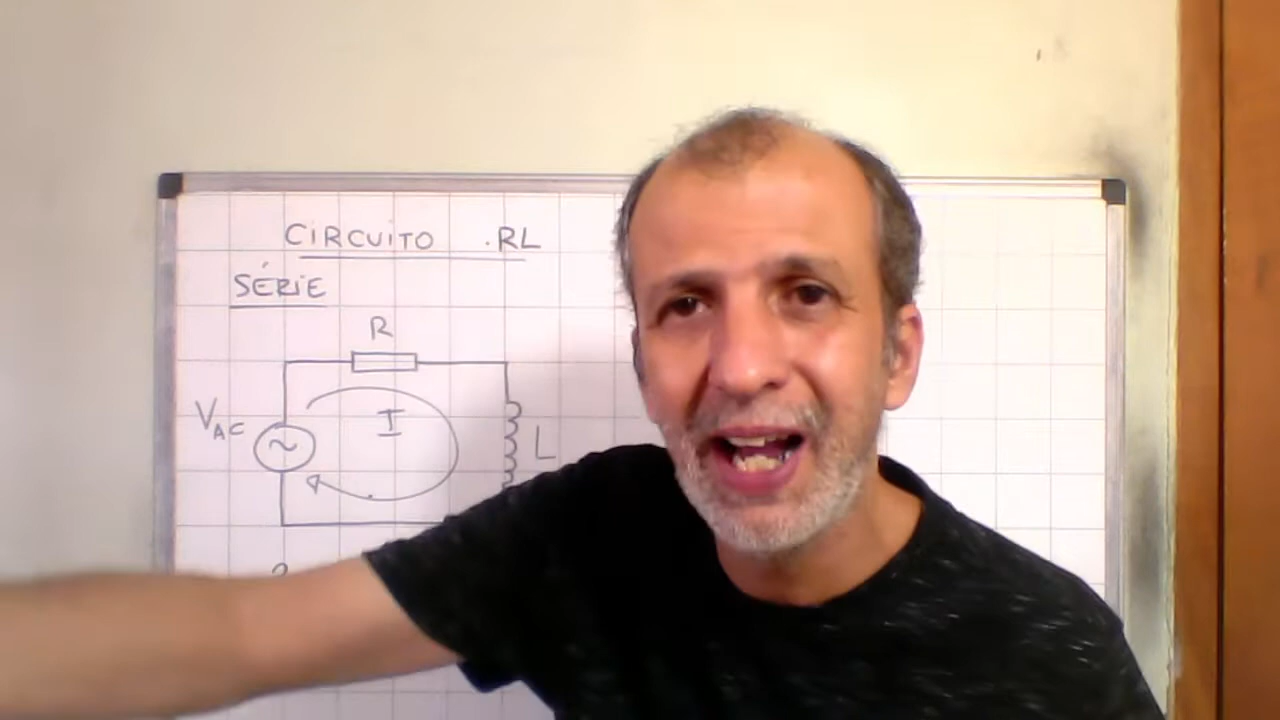 CIRCUITO .RL
SÉRIE
R
I
VAC
~
L